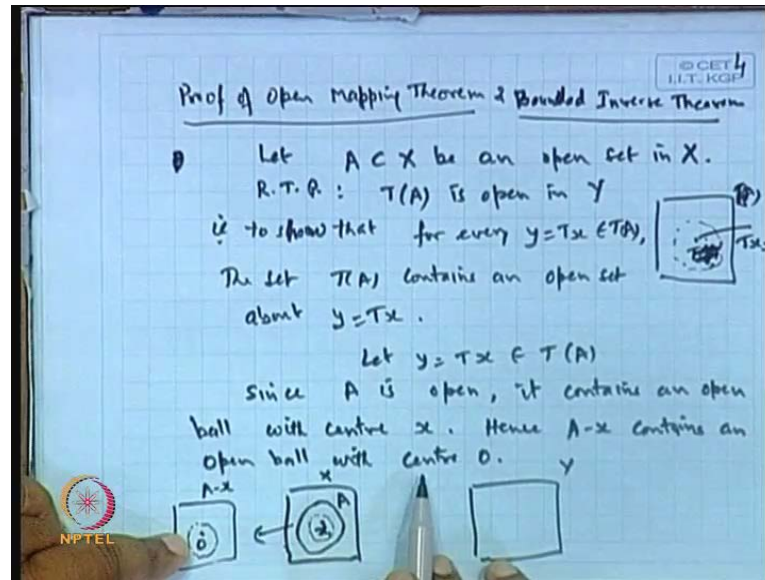 © CET 4
I.I.T. KGP
Proof of Open Mapping Theorem & Bounded Inverse Theorem
Let A ⊂ X be an open set in X.
R.T.P. : T(A) is open in Y
ie to show that for every y=Tx ∈ T(A),
The set T(A) contains an open set
about y=Tx.
Let y= Tx ∈ T(A)
Since A is open, it contains an open
ball with centre x. Hence A-x contains an
open ball with centre 0.
A-x X A Y
0 x
Tx
NPTEL